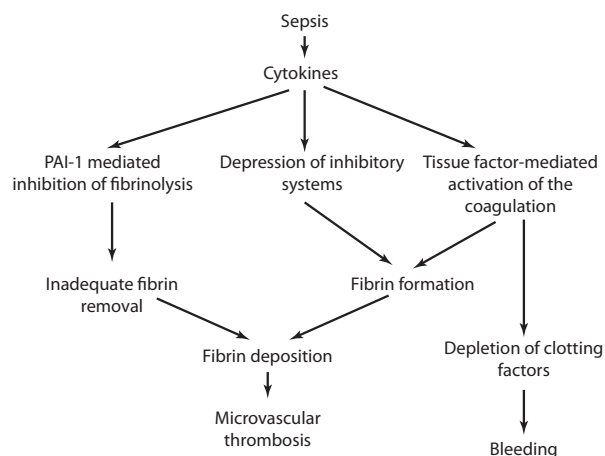 Sepsis
Cytokines
PAI-1 mediated
inhibition of fibrinolysis
Depression of inhibitory
systems
Tissue factor-mediated
activation of the
coagulation
Inadequate fibrin
removal
Fibrin formation
Fibrin deposition
Depletion of clotting
factors
Microvascular
thrombosis
Bleeding